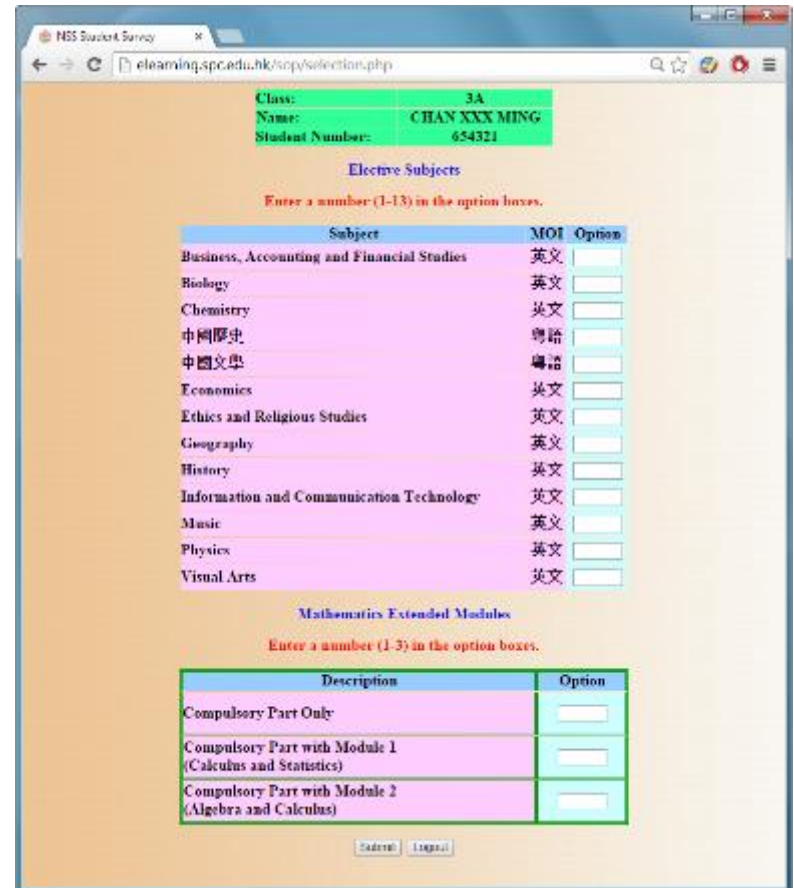 NSS Student Survey
elearning.spc.edu.hk/sop/selection.php
Class: 3A
Name: CHAN XXX MING
Student Number: 654321
Elective Subjects
Enter a number (1-13) in the option boxes.
Subject MOI Option
Business, Accounting and Financial Studies 英文
Biology 英文
Chemistry 英文
中國歷史 粵語
中國文學 粵語
Economics 英文
Ethics and Religious Studies 英文
Geography 英文
History 英文
Information and Communication Technology 英文
Music 英文
Physics 英文
Visual Arts 英文
Mathematics Extended Modules
Enter a number (1-3) in the option boxes.
Description Option
Compulsory Part Only
Compulsory Part with Module 1
(Calculus and Statistics)
Compulsory Part with Module 2
(Algebra and Calculus)
Submit Logout